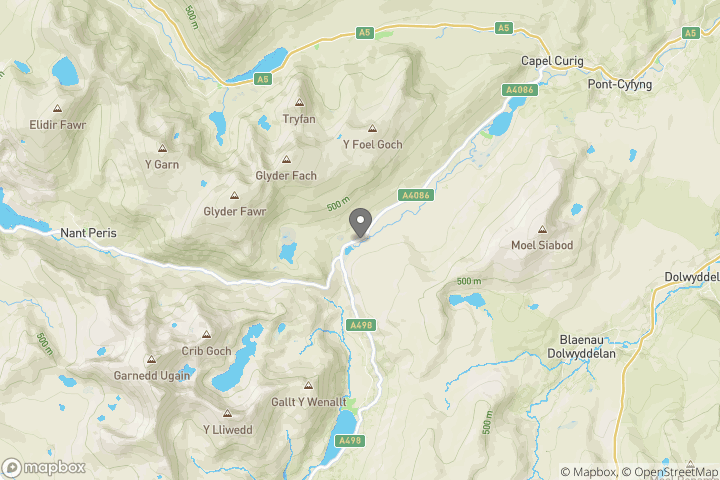 500 m
A5
A5
A5
Capel Curig
A5
A4086
Pont-Cyfyng
Elidir Fawr
Tryfan
Y Foel Goch
Y Garn
Glyder Fach
A4086
Glyder Fawr
500 m
Nant Peris
Moel Siabod
500 m
Dolwyddel
A498
Blaenau
Dolwyddelan
500 m
Crib Goch
Garnedd Ugain
Gallt Y Wenallt
Y Lliwedd
500 m
A498
mapbox
© Mapbox, © OpenStreetMap